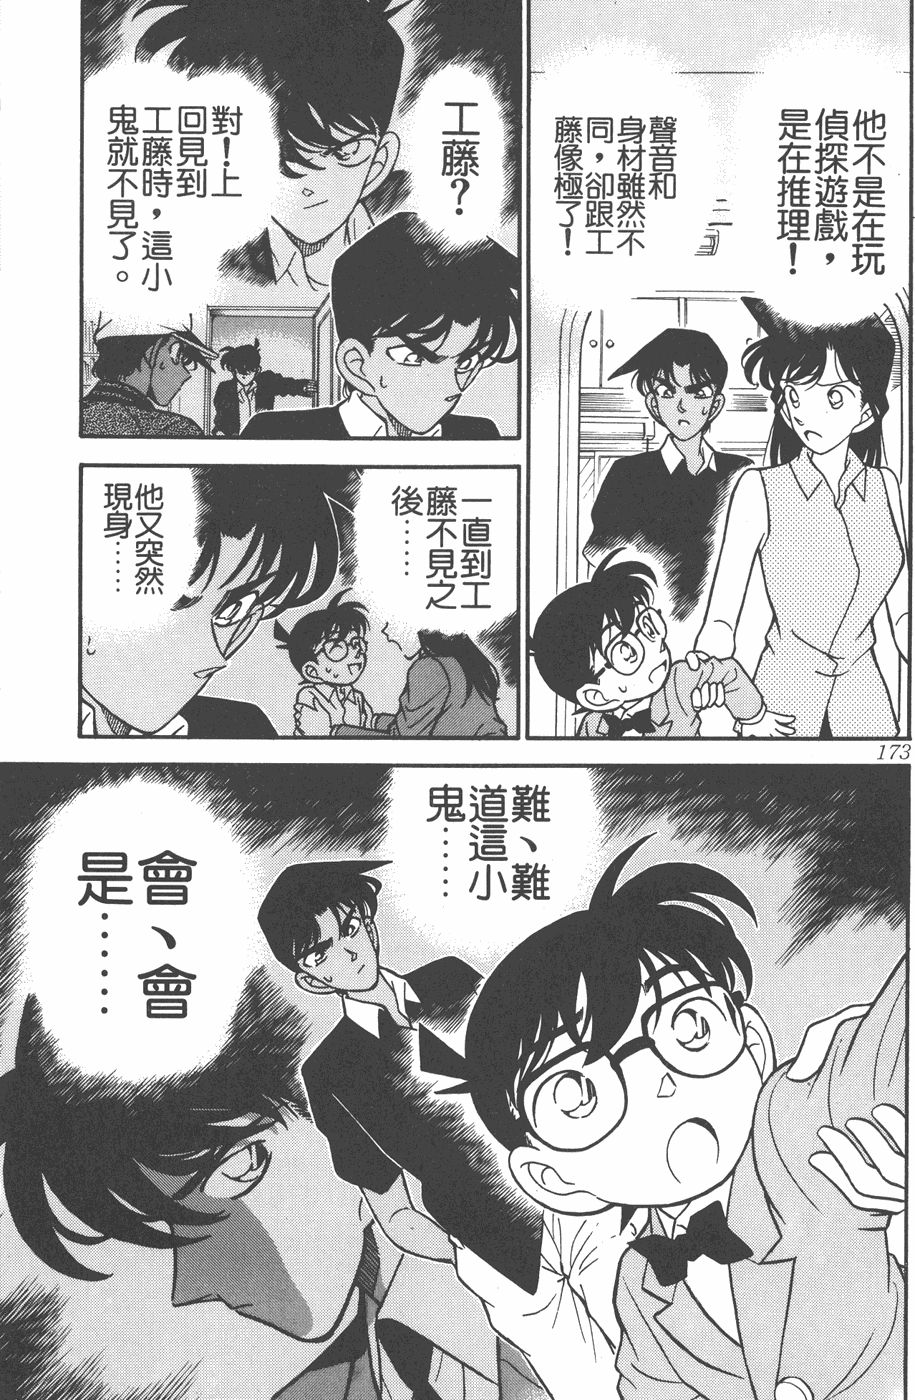 他不是在玩
偵探遊戲，
是在推理！
聲音和
身材雖然不
同，卻跟工
藤像極了！
工藤？
對！上
回見到
工藤時，這小
鬼就不見了。
一直到工
藤不見之
後……
他又突然
現身……
173
難、難
道這小
鬼……
會、會
是……